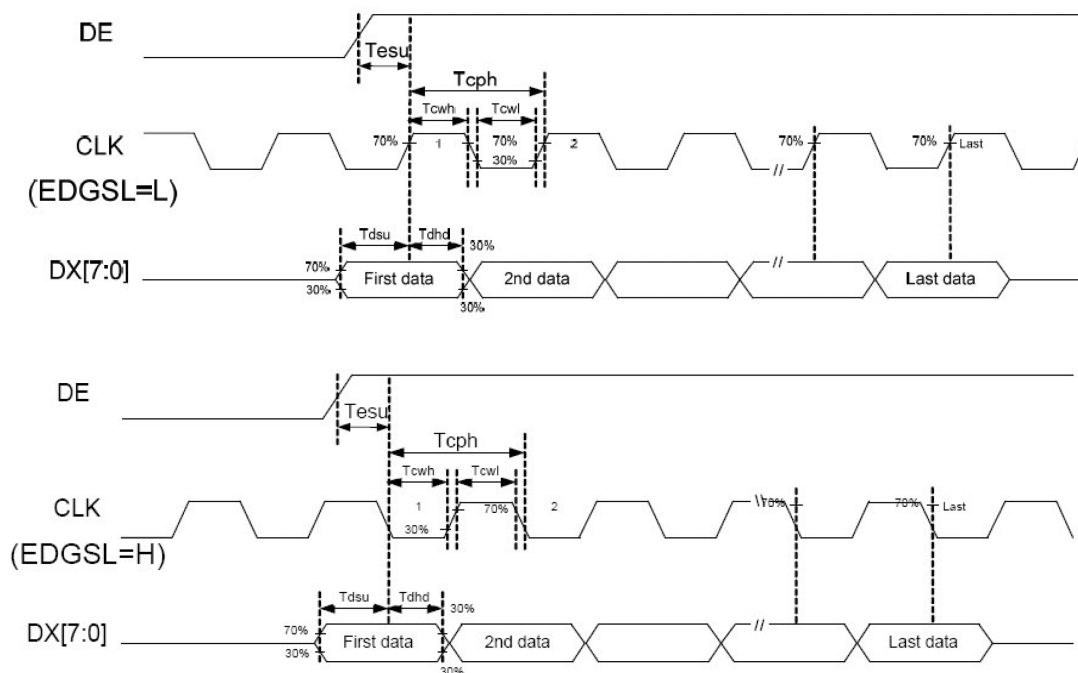 DE
Tesu
Tcph
Tcwh
Tcwl
CLK
(EDGSL=L)
70%
1
70%
30%
2
//
70%
70%
Last
Tdsu
Tdhd
30%
DX[7:0]
70%
30%
First data
30%
2nd data
//
Last data
DE
Tesu
Tcph
Tcwh
Tcwl
CLK
(EDGSL=H)
1
30%
70%
2
\\
70%
70%
Last
Tdsu
Tdhd
30%
DX[7:0]
70%
30%
First data
30%
2nd data
//
Last data